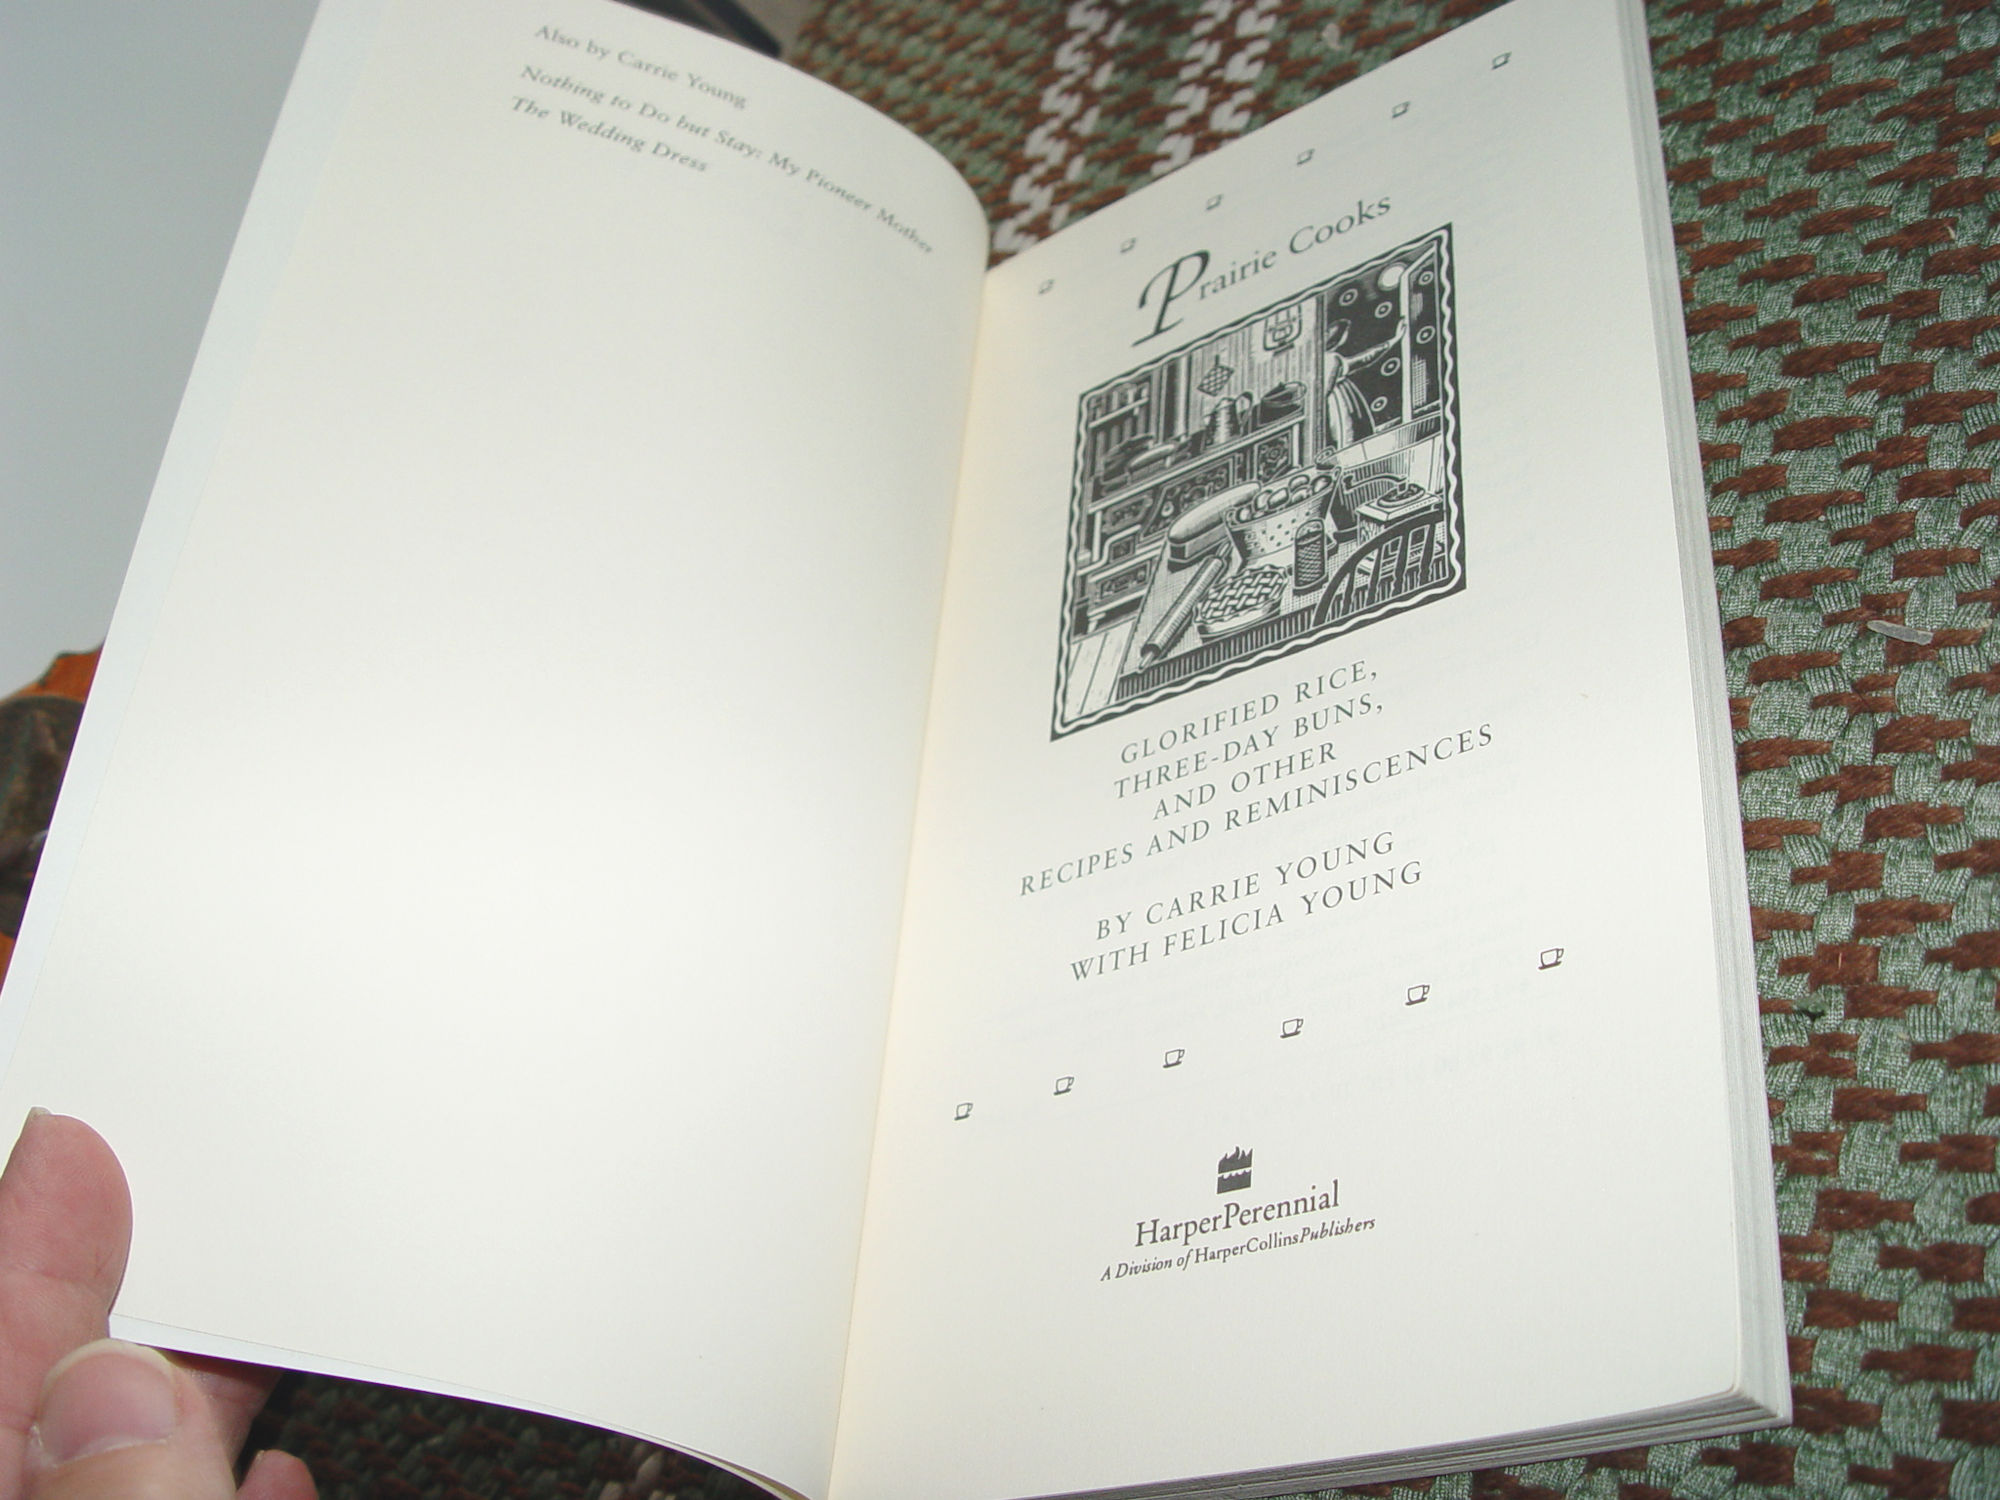 Also by Carrie Young
Nothing to Do but Stay: My Pioneer Mother
The Wedding Dress
Prairie Cooks
GLORIFIED RICE,
THREE-DAY BUNS,
AND OTHER
RECIPES AND REMINISCENCES
BY CARRIE YOUNG
WITH FELICIA YOUNG
HarperPerennial
A Division of HarperCollinsPublishers